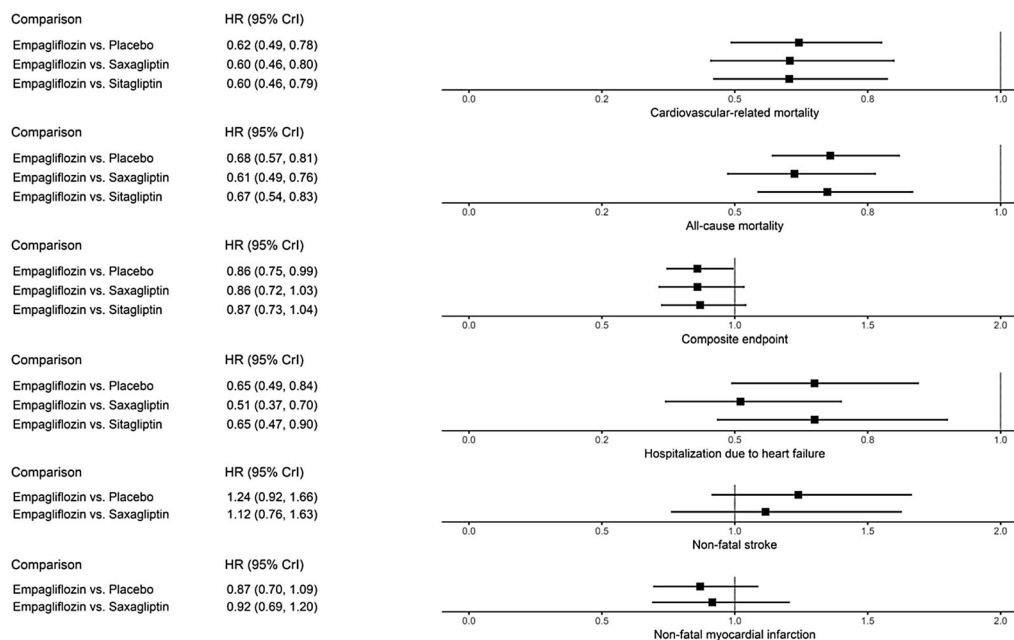 Comparison HR (95% CrI)
Empagliflozin vs. Placebo 0.62 (0.49, 0.78)
Empagliflozin vs. Saxagliptin 0.60 (0.46, 0.80)
Empagliflozin vs. Sitagliptin 0.60 (0.46, 0.79)
0.0 0.2 0.5 0.8 1.0
Cardiovascular-related mortality
Comparison HR (95% CrI)
Empagliflozin vs. Placebo 0.68 (0.57, 0.81)
Empagliflozin vs. Saxagliptin 0.61 (0.49, 0.76)
Empagliflozin vs. Sitagliptin 0.67 (0.54, 0.83)
0.0 0.2 0.5 0.8 1.0
All-cause mortality
Comparison HR (95% CrI)
Empagliflozin vs. Placebo 0.86 (0.75, 0.99)
Empagliflozin vs. Saxagliptin 0.86 (0.72, 1.03)
Empagliflozin vs. Sitagliptin 0.87 (0.73, 1.04)
0.0 0.5 1.0 1.5 2.0
Composite endpoint
Comparison HR (95% CrI)
Empagliflozin vs. Placebo 0.65 (0.49, 0.84)
Empagliflozin vs. Saxagliptin 0.51 (0.37, 0.70)
Empagliflozin vs. Sitagliptin 0.65 (0.47, 0.90)
0.0 0.2 0.5 0.8 1.0
Hospitalization due to heart failure
Comparison HR (95% CrI)
Empagliflozin vs. Placebo 1.24 (0.92, 1.66)
Empagliflozin vs. Saxagliptin 1.12 (0.76, 1.63)
0.0 0.5 1.0 1.5 2.0
Non-fatal stroke
Comparison HR (95% CrI)
Empagliflozin vs. Placebo 0.87 (0.70, 1.09)
Empagliflozin vs. Saxagliptin 0.92 (0.69, 1.20)
0.0 0.5 1.0 1.5 2.0
Non-fatal myocardial infarction